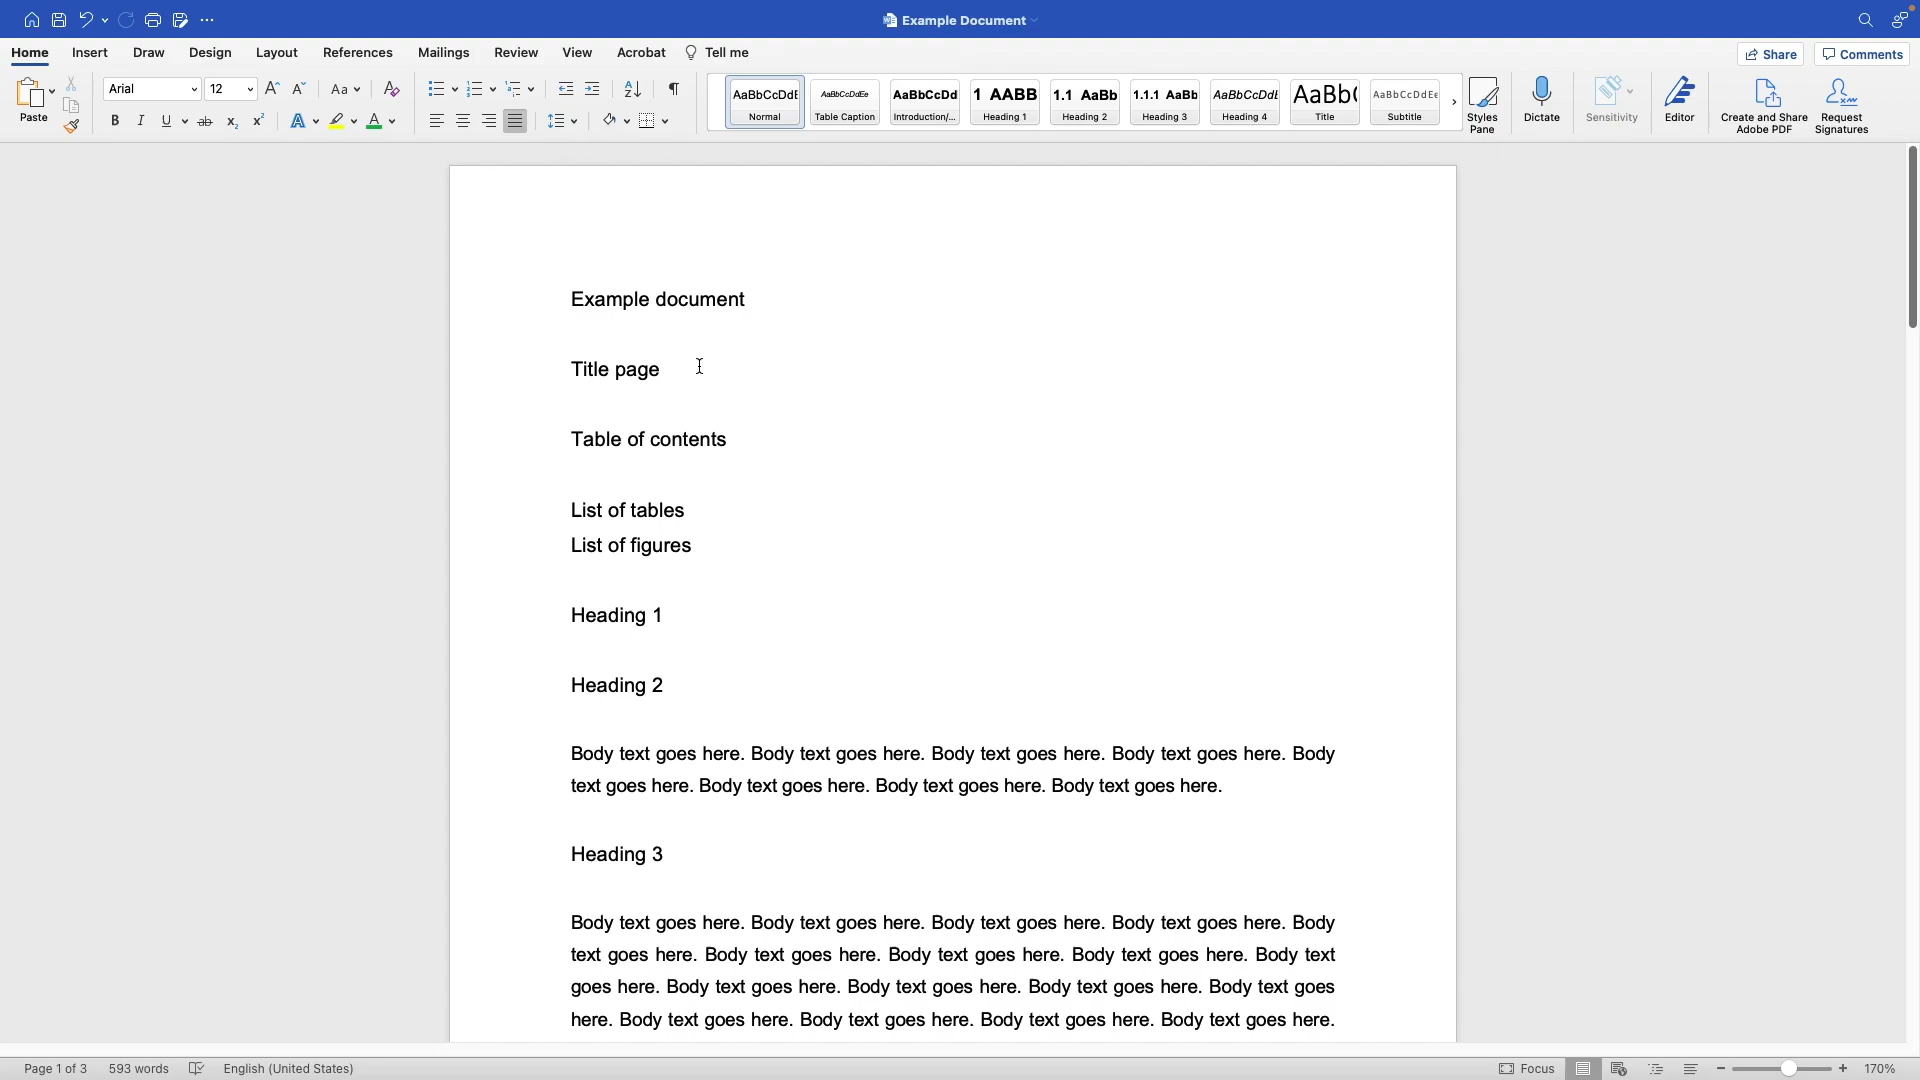 Example Document
Home Insert Draw Design Layout References Mailings Review View Acrobat Tell me
Share Comments
Paste
Arial 12
Aa
A
B I U ab x₂ x² A A
AaBbCcDdE Normal
AaBbCcDdEe Table Caption
AaBbCcDd Introduction/...
1 AABB Heading 1
1.1 AaBb Heading 2
1.1.1 AaBb Heading 3
AaBbCcDdE Heading 4
AaBb( Title
AaBbCcDdEe Subtitle
Styles
Pane
Dictate
Sensitivity
Editor
Create and Share
Adobe PDF
Request
Signatures
Example document
Title page
Table of contents
List of tables
List of figures
Heading 1
Heading 2
Body text goes here. Body text goes here. Body text goes here. Body text goes here. Body
text goes here. Body text goes here. Body text goes here. Body text goes here.
Heading 3
Body text goes here. Body text goes here. Body text goes here. Body text goes here. Body
text goes here. Body text goes here. Body text goes here. Body text goes here. Body text
goes here. Body text goes here. Body text goes here. Body text goes here. Body text goes
here. Body text goes here. Body text goes here. Body text goes here. Body text goes here.
Page 1 of 3 593 words English (United States)
Focus 170%